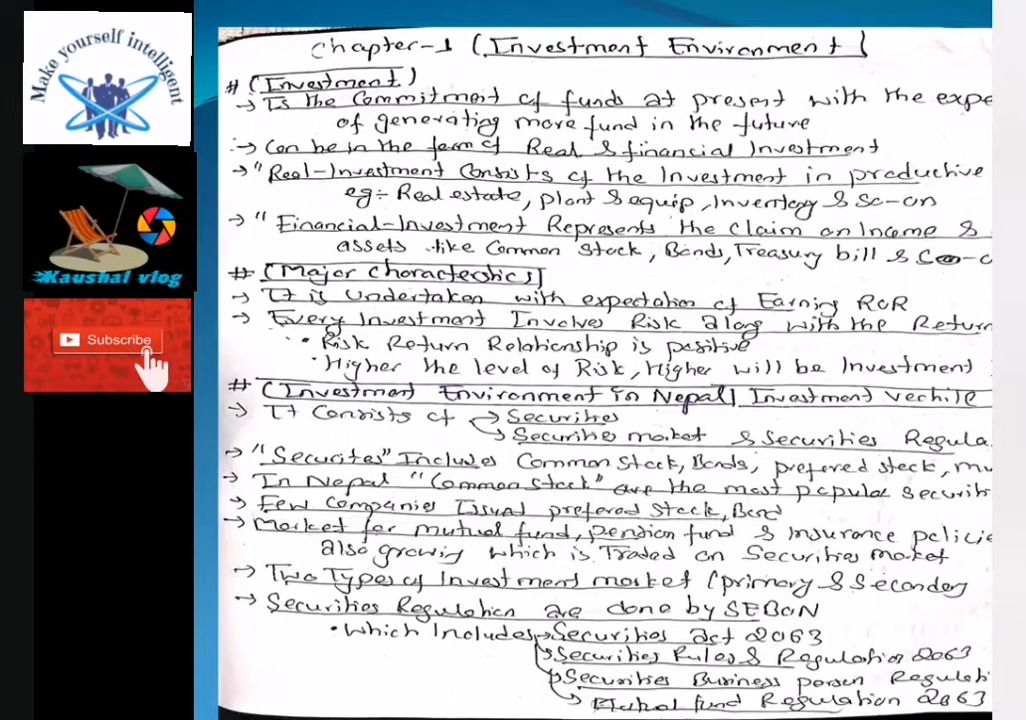 Make yourself intelligent
Kaushal vlog
Subscribe
Chapter-1 (Investment Environment)
# (Investment)
→ Is the Commitment of funds at present with the expe
of generating more fund in the future
→ Can be in the form of Real & financial Investment
→ "Real-Investment Consists of the Investment in productive
eg:- Real estate, plant & equip, Inventory & So-on
→ "Financial-Investment Represents the claim on Income &
assets like Common Stock, Bonds, Treasury bill & So-o
# [Major Characterstics]
→ It is undertaken with expectation of Earning ROR
→ Every Investment Involves Risk along with the Return
• Risk Return Relationship is positive
• Higher the level of Risk, Higher will be Investment
# (Investment Environment in Nepal) Investment vechile
→ It Consists of → Securities
→ Securities market & Securities Regula
→ "Securites" Includes Common Stock, Bonds, prefered stock, mu
→ In Nepal "Common Stock" are the most popular securiti
→ Few Companies Issued prefered Stock, Bond
→ Market for mutual fund, pension fund & Insurance policie
also growing which is Traded on Securities market
→ Two Types of Investment market (primary & Secondary
→ Securities Regulation are done by SEBON
• Which Includes → Securities act 2063
→ Securities Rules & Regulation 2063
→ Securities Business person Regulati
→ Mutual fund Regulation 2063